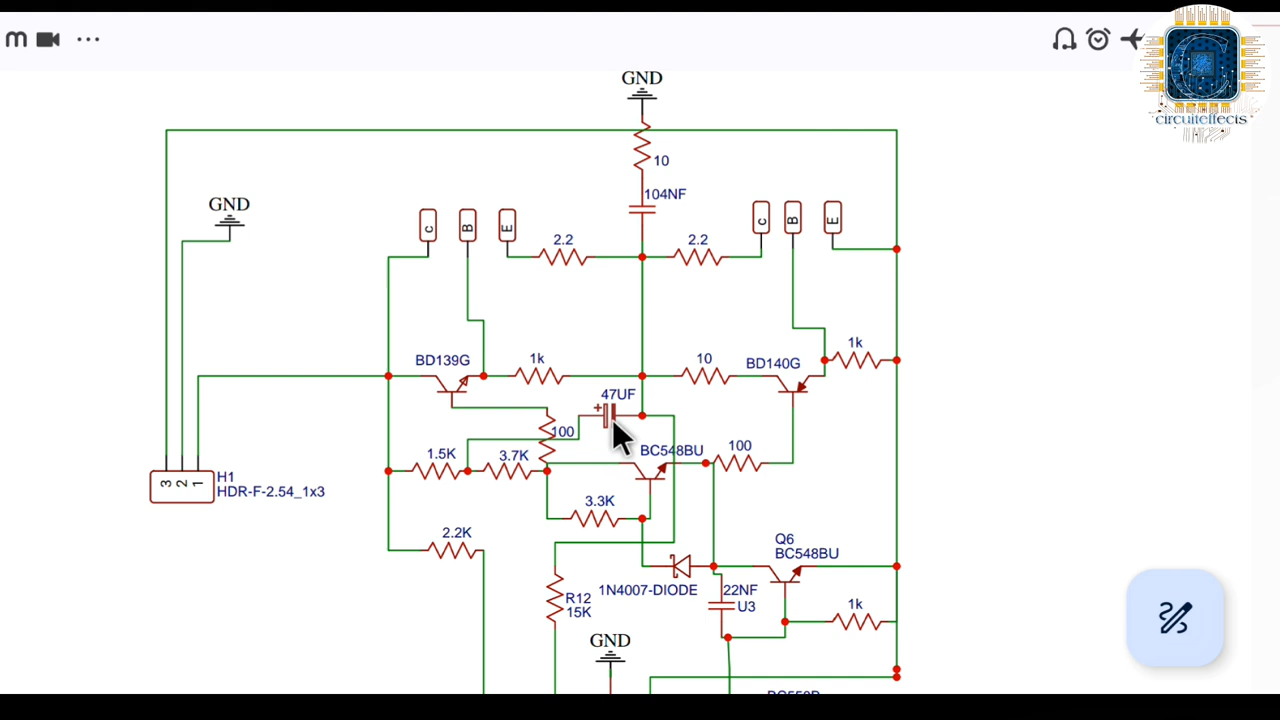 m
circuiteffects
GND
10
104NF
GND
c
B
E
2.2
2.2
c
B
E
BD139G
1k
10
BD140G
1k
47UF
100
BC548BU
1.5K
3.7K
100
3
2
1
H1
HDR-F-2.54_1x3
3.3K
2.2K
Q6
BC548BU
1N4007-DIODE
22NF
U3
R12
15K
1k
GND